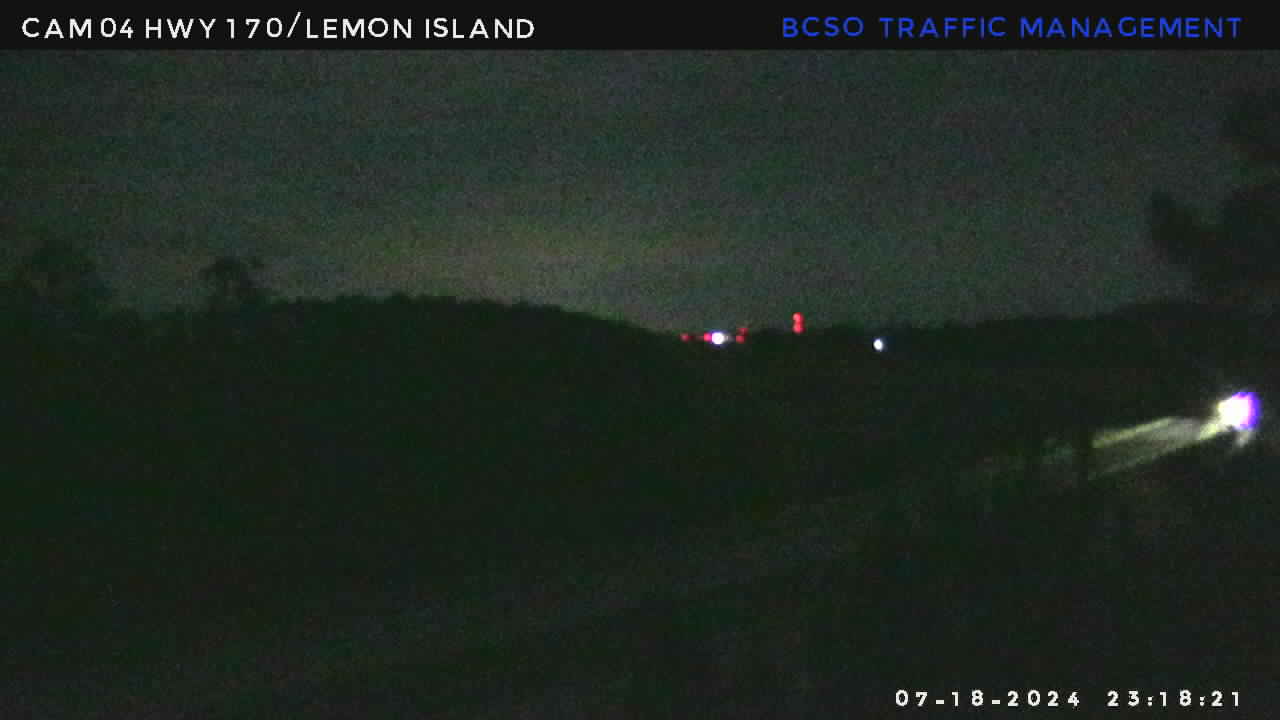 CAM04 HWY 170/LEMON ISLAND
BCSO TRAFFIC MANAGEMENT
07-18-2024 23:18:21